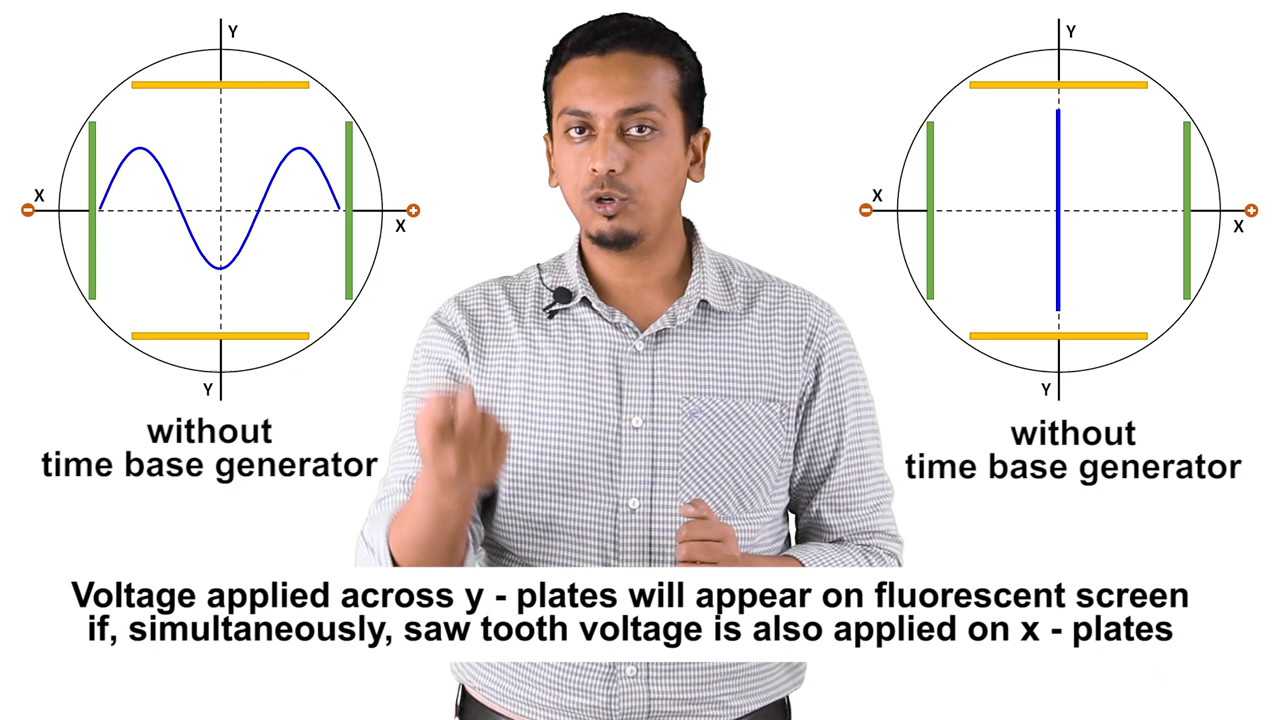 Y
X
X
Y
without
time base generator
Y
X
X
Y
without
time base generator
Voltage applied across y - plates will appear on fluorescent screen
if, simultaneously, saw tooth voltage is also applied on x - plates